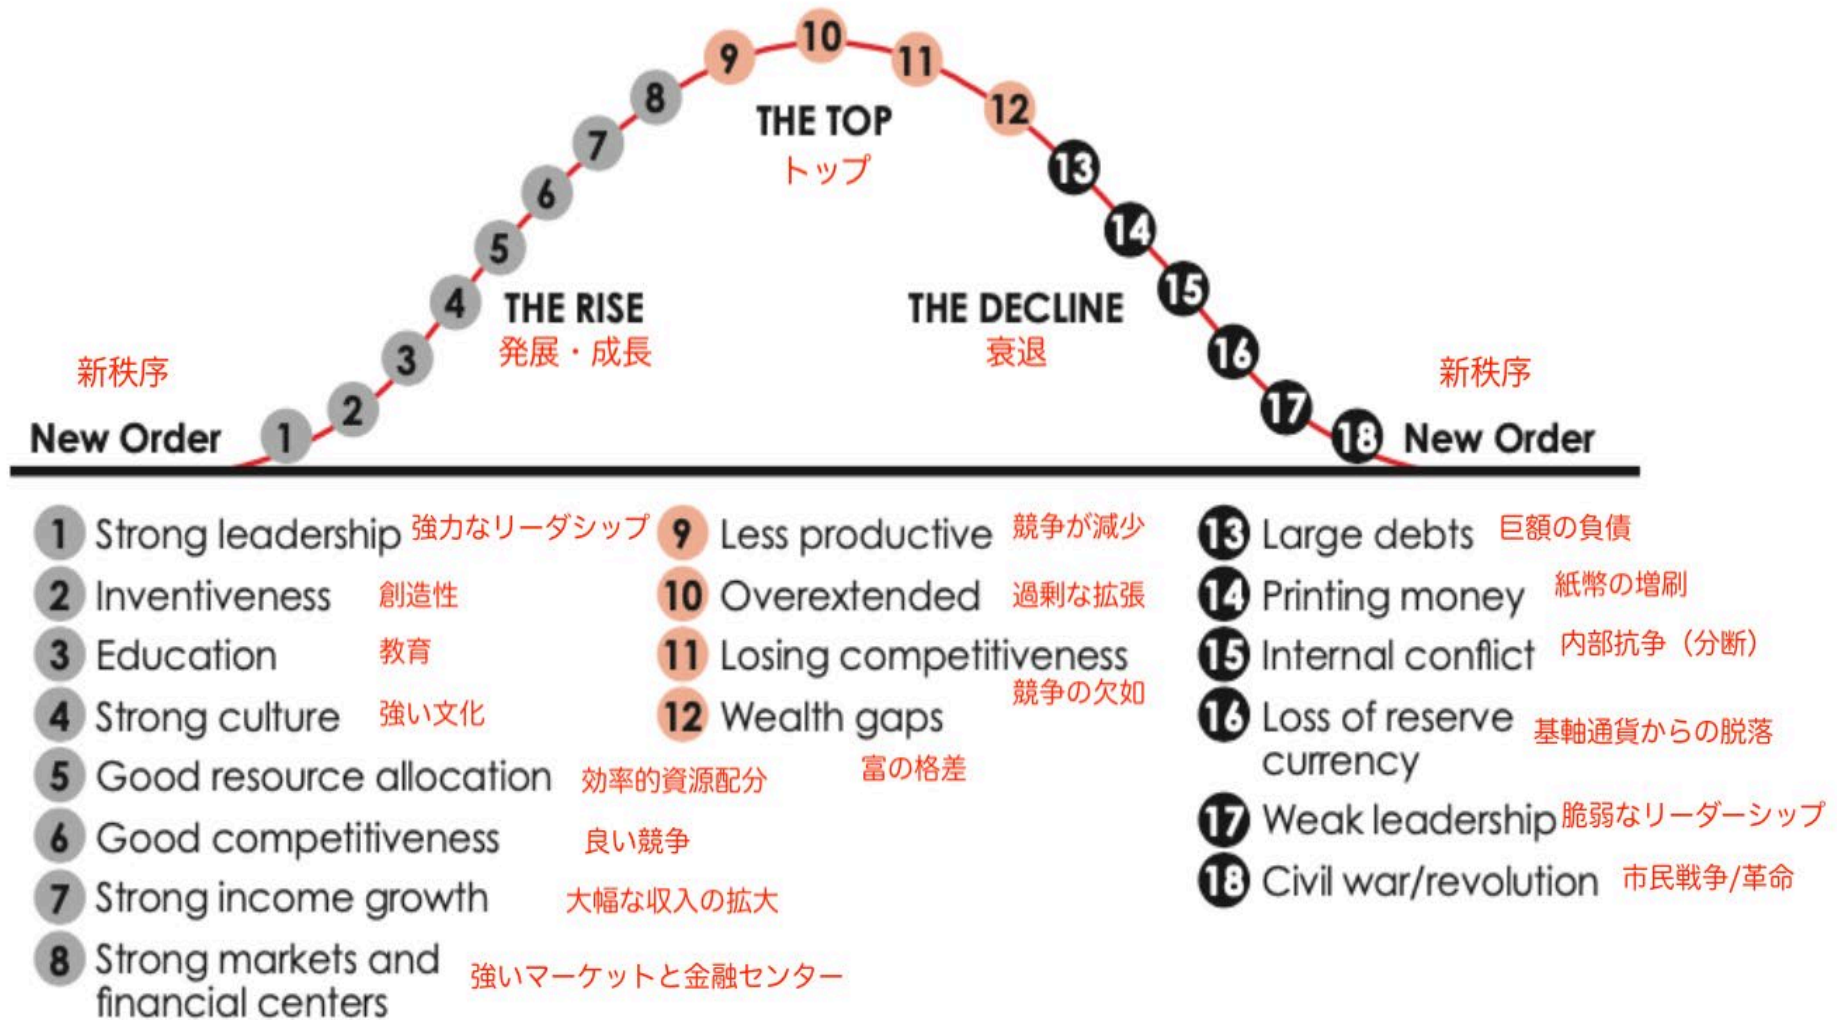 9
10
11
12
8
7
6
5
4
3
2
1
THE TOP
トップ
13
14
15
16
17
18
THE RISE
発展・成長
THE DECLINE
衰退
新秩序
New Order
新秩序
New Order
1 Strong leadership 強力なリーダシップ
2 Inventiveness 創造性
3 Education 教育
4 Strong culture 強い文化
5 Good resource allocation 効率的資源配分
6 Good competitiveness 良い競争
7 Strong income growth 大幅な収入の拡大
8 Strong markets and
financial centers 強いマーケットと金融センター
9 Less productive 競争が減少
10 Overextended 過剰な拡張
11 Losing competitiveness
競争の欠如
12 Wealth gaps
富の格差
13 Large debts 巨額の負債
14 Printing money 紙幣の増刷
15 Internal conflict 内部抗争（分断）
16 Loss of reserve
currency 基軸通貨からの脱落
17 Weak leadership 脆弱なリーダーシップ
18 Civil war/revolution 市民戦争/革命